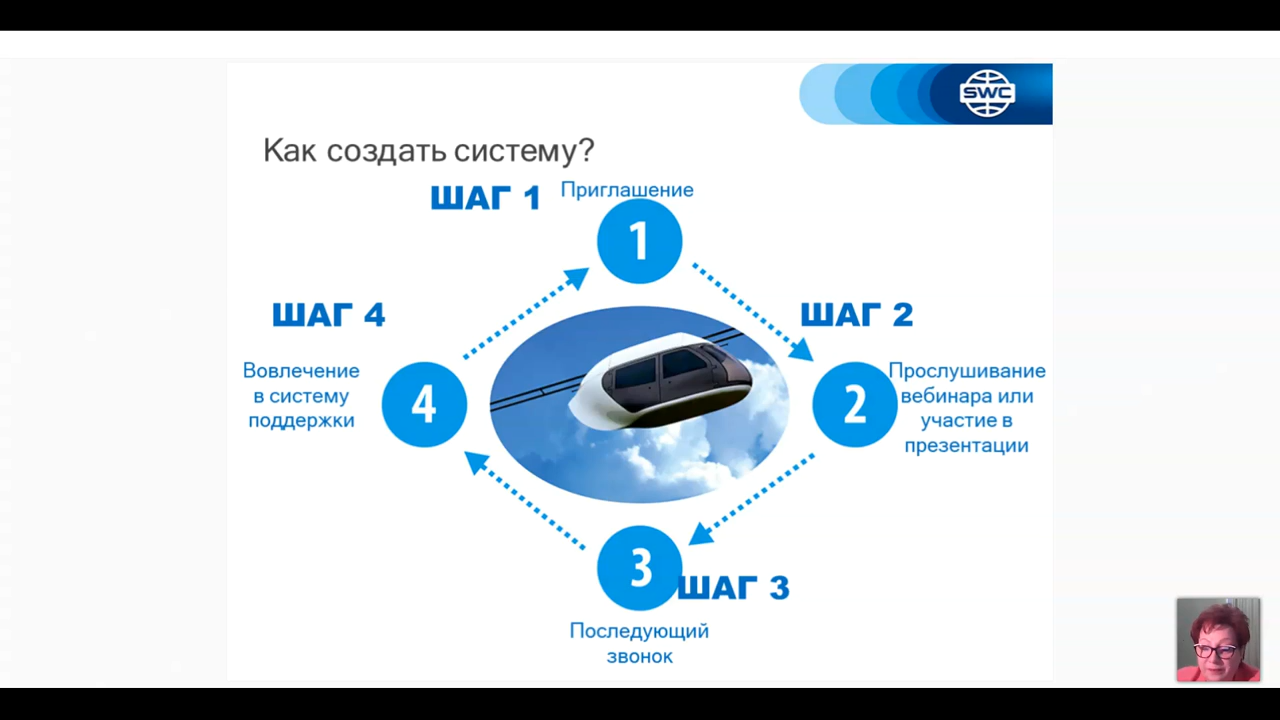 SWC
Как создать систему?
ШАГ 1
Приглашение
1
ШАГ 2
2
Прослушивание
вебинара или
участие в
презентации
3
ШАГ 3
Последующий
звонок
ШАГ 4
Вовлечение
в систему
поддержки
4